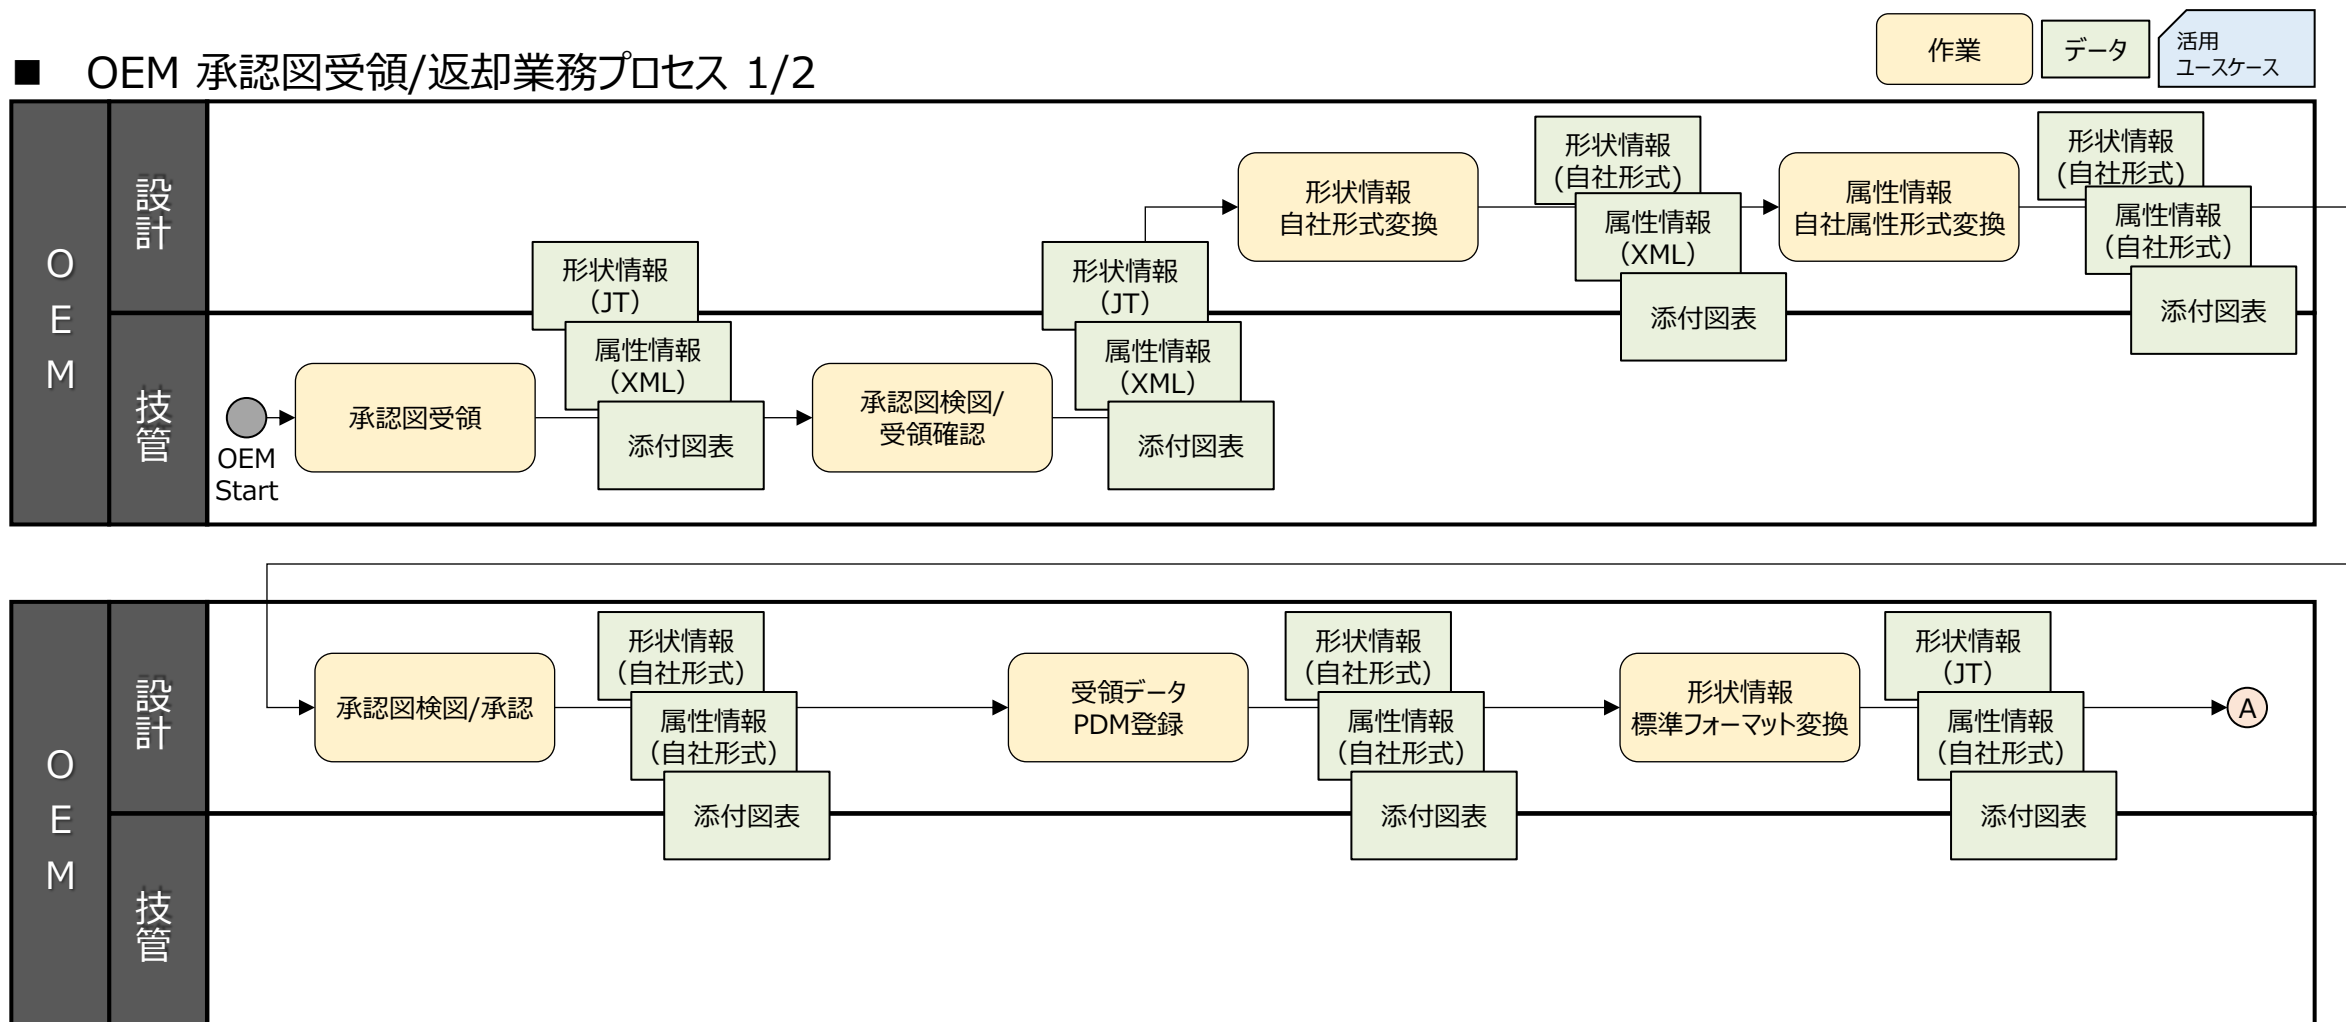 ■ OEM 承認図受領/返却業務プロセス 1/2
作業
データ
活用
ユースケース
OEM
設計
技管
OEM
Start
承認図受領
形状情報
（JT）
属性情報
（XML）
添付図表
承認図検図/
受領確認
形状情報
（JT）
属性情報
（XML）
添付図表
形状情報
自社形式変換
形状情報
(自社形式)
属性情報
（XML）
添付図表
属性情報
自社属性形式変換
形状情報
(自社形式)
属性情報
（自社形式）
添付図表
OEM
設計
技管
承認図検図/承認
形状情報
（自社形式）
属性情報
（自社形式）
添付図表
受領データ
PDM登録
形状情報
（自社形式）
属性情報
（自社形式）
添付図表
形状情報
標準フォーマット変換
形状情報
（JT）
属性情報
（自社形式）
添付図表
A